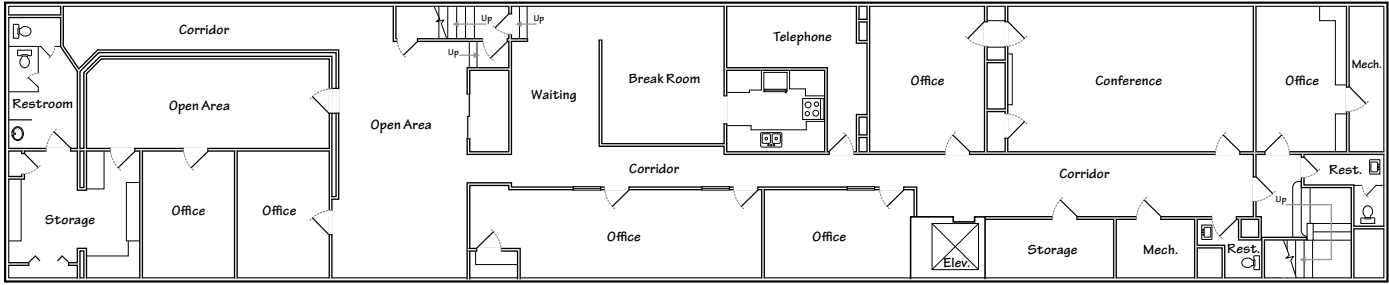 Up
Up
Corridor
Telephone
Up
Mech.
Break Room
Office
Conference
Office
Restroom
Open Area
Waiting
Open Area
Corridor
Corridor
Rest.
Up
Storage
Office
Office
Office
Office
Storage
Mech.
Rest.
Elev.